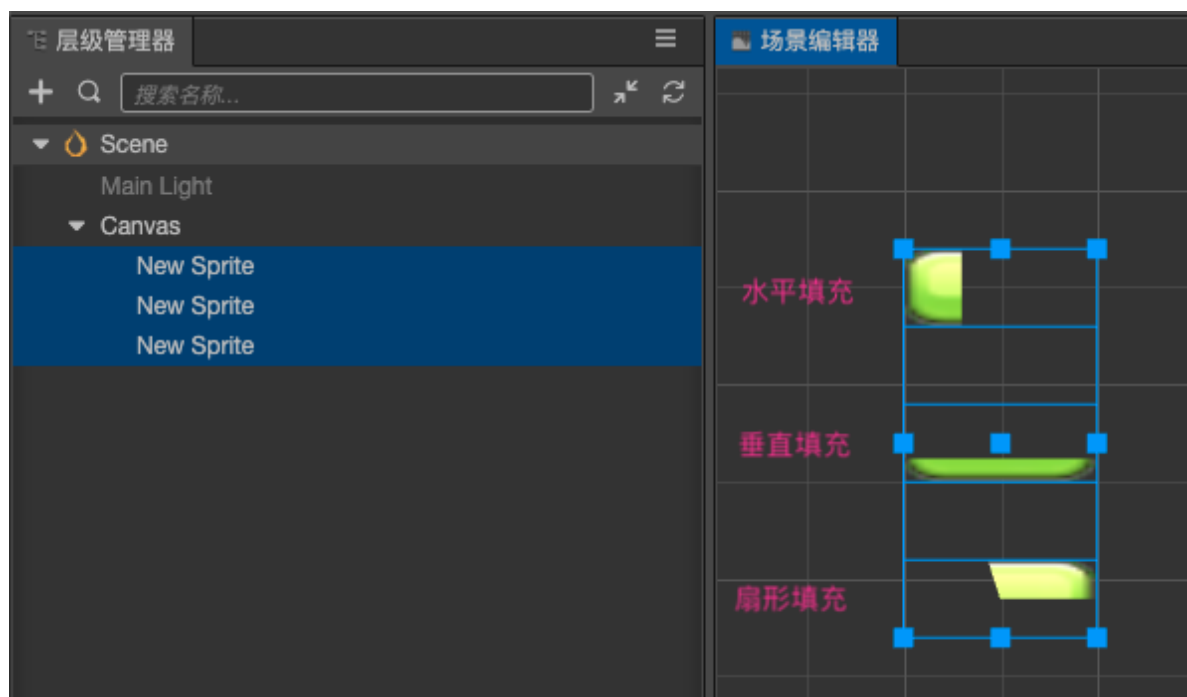 层级管理器
搜索名称...
Scene
Main Light
Canvas
New Sprite
New Sprite
New Sprite
场景编辑器
水平填充
垂直填充
扇形填充